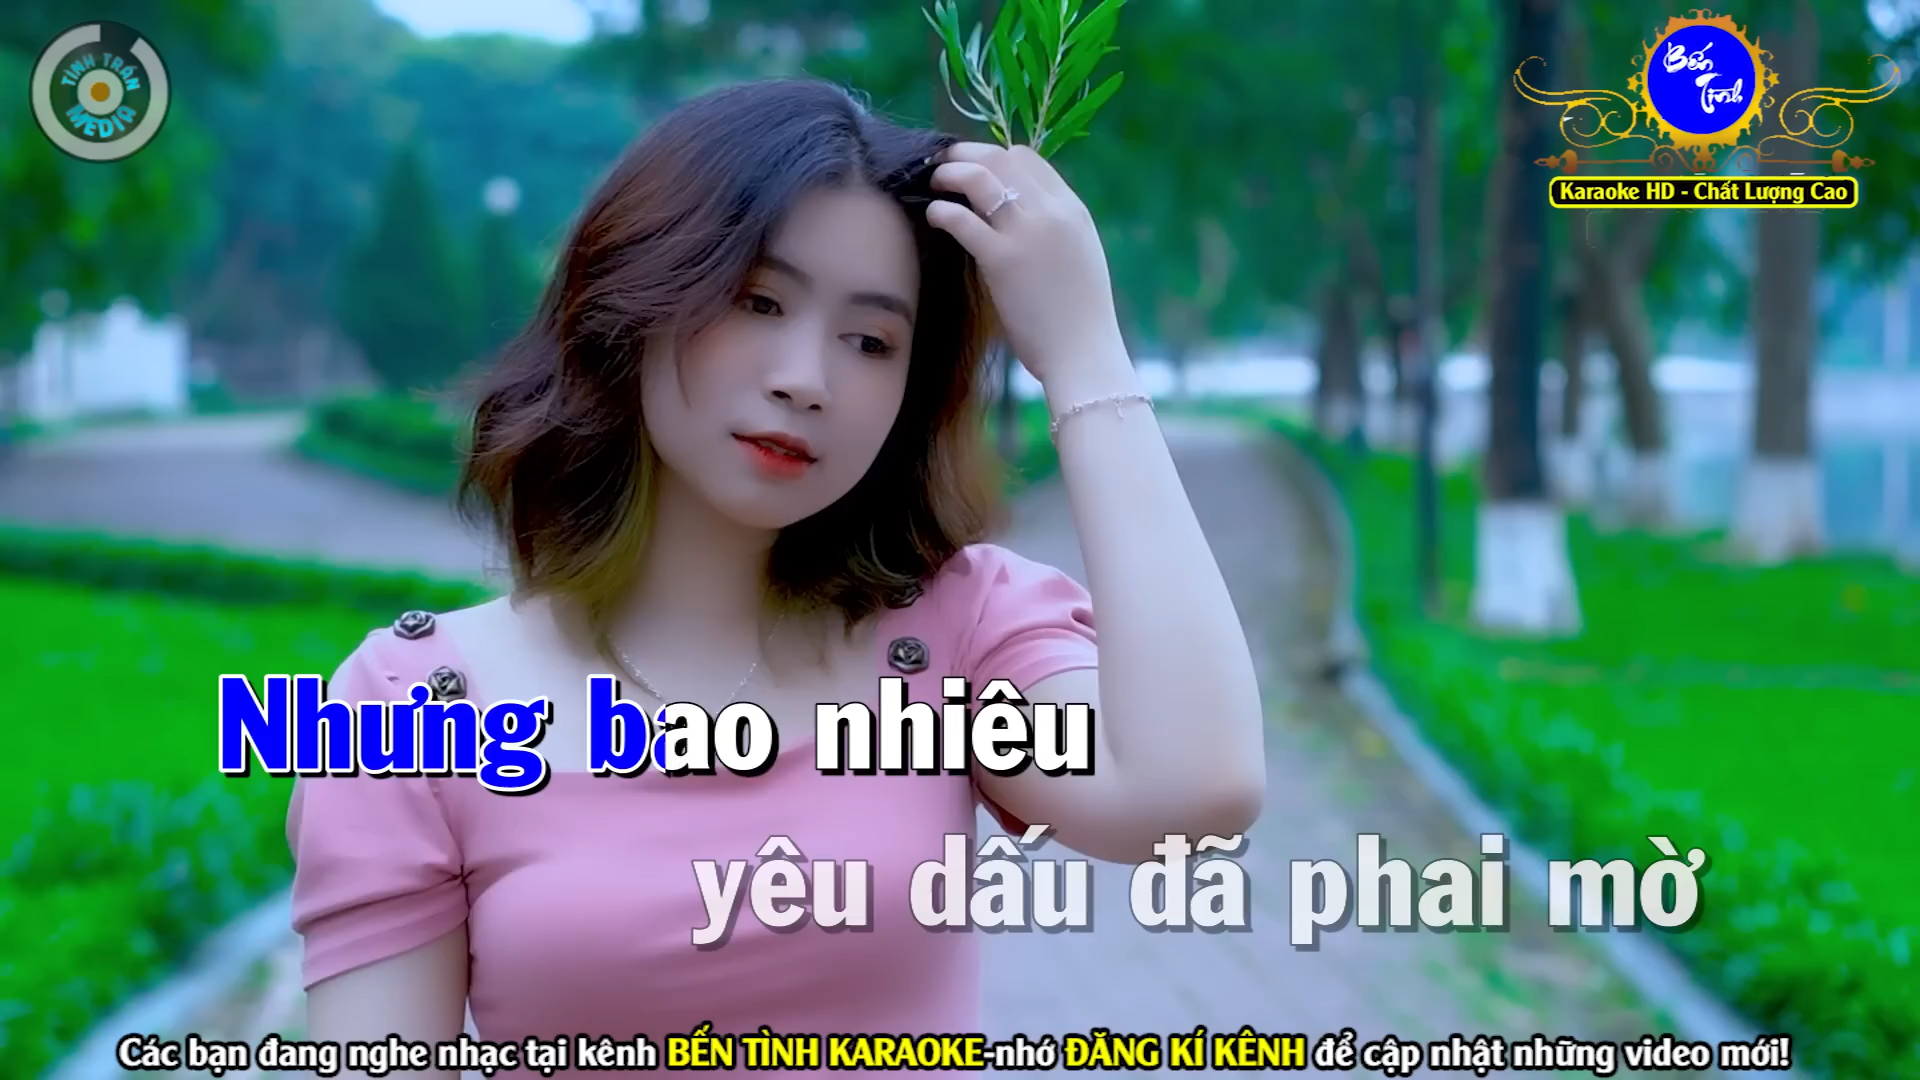 TÌNH TRẦN
MEDIA
Bến
Tình
Karaoke HD - Chất Lượng Cao
Nhưng bao nhiêu
yêu dấu đã phai mờ
Các bạn đang nghe nhạc tại kênh BẾN TÌNH KARAOKE-nhớ ĐĂNG KÍ KÊNH để cập nhật những video mới!